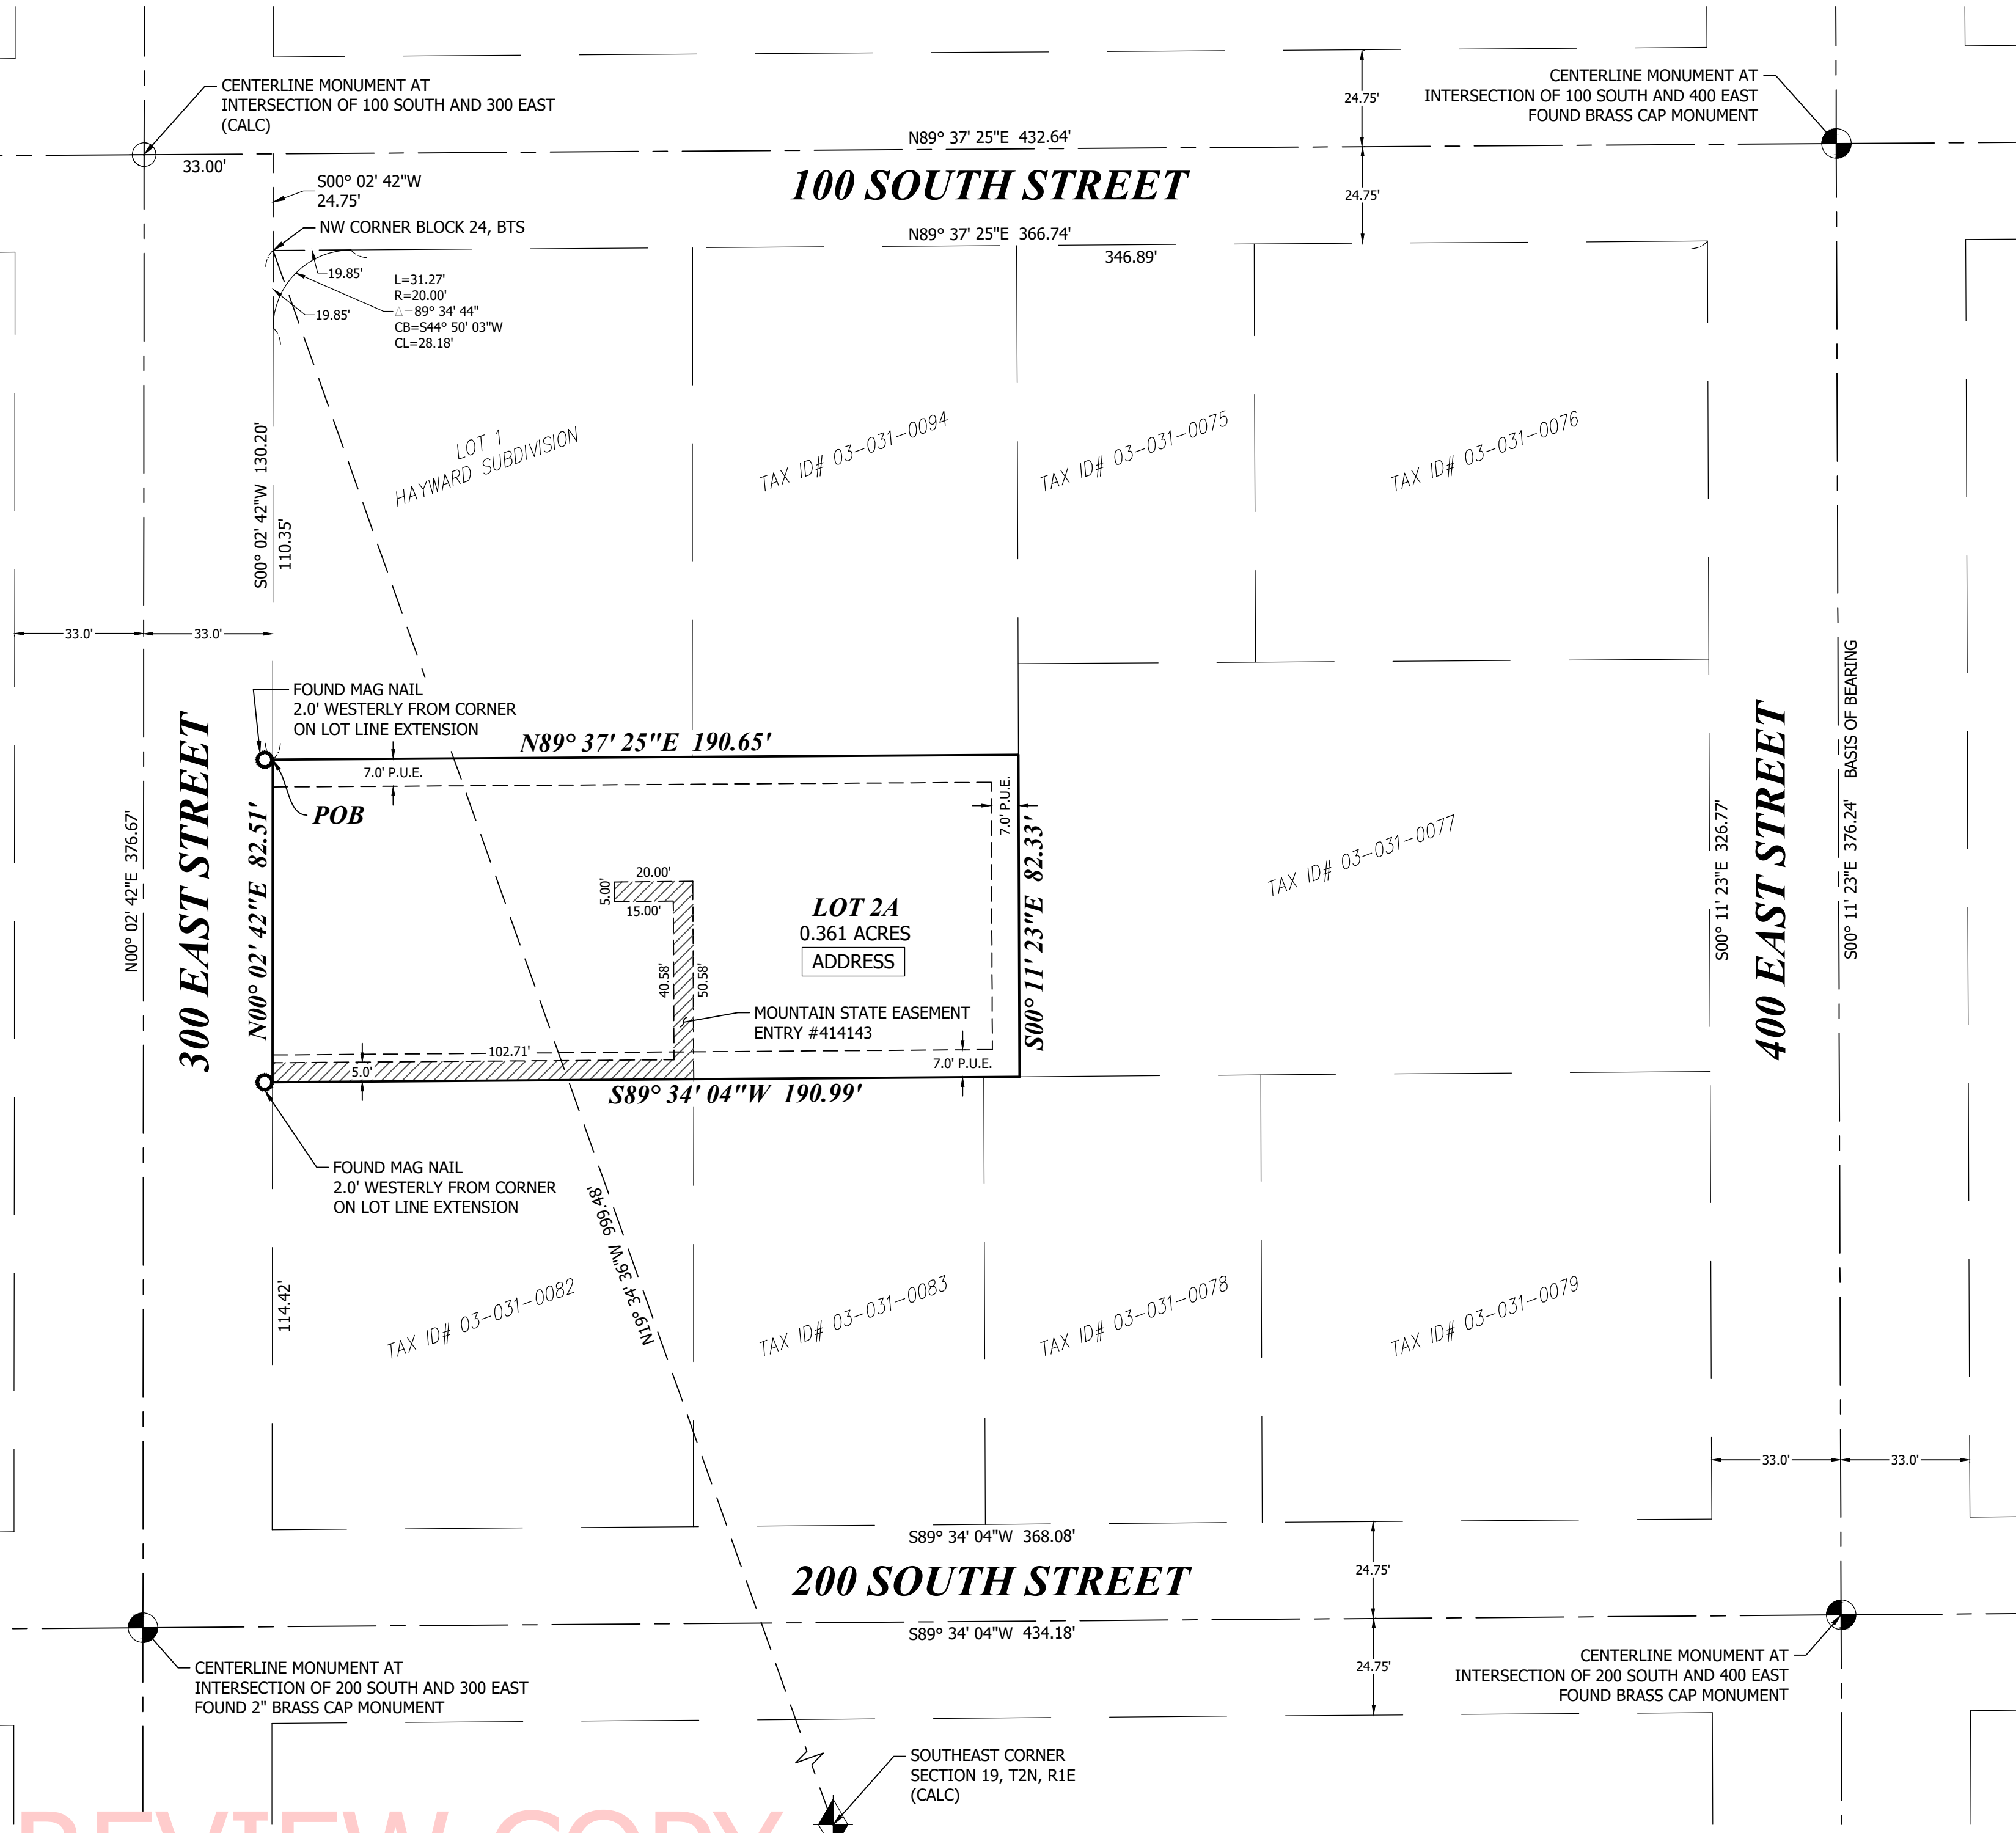 CENTERLINE MONUMENT AT
INTERSECTION OF 100 SOUTH AND 300 EAST
(CALC)
CENTERLINE MONUMENT AT
INTERSECTION OF 100 SOUTH AND 400 EAST
FOUND BRASS CAP MONUMENT
24.75'
N89° 37' 25"E 432.64'
33.00'
S00° 02' 42"W
24.75'
100 SOUTH STREET
24.75'
NW CORNER BLOCK 24, BTS
N89° 37' 25"E 366.74'
346.89'
19.85'
19.85'
L=31.27'
R=20.00'
△=89° 34' 44"
CB=S44° 50' 03"W
CL=28.18'
S00° 02' 42"W 130.20'
110.35'
LOT 1
HAYWARD SUBDIVISION
TAX ID# 03-031-0094
TAX ID# 03-031-0075
TAX ID# 03-031-0076
33.0'
33.0'
FOUND MAG NAIL
2.0' WESTERLY FROM CORNER
ON LOT LINE EXTENSION
N89° 37' 25"E 190.65'
7.0' P.U.E.
7.0' P.U.E.
POB
300 EAST STREET
N00° 02' 42"E 376.67'
N00° 02' 42"E 82.51'
20.00'
5.00'
15.00'
40.58'
50.58'
LOT 2A
0.361 ACRES
ADDRESS
MOUNTAIN STATE EASEMENT
ENTRY #414143
S00° 11' 23"E 82.33'
102.71'
5.0'
7.0' P.U.E.
S89° 34' 04"W 190.99'
TAX ID# 03-031-0077
S00° 11' 23"E 326.77'
400 EAST STREET
S00° 11' 23"E 376.24' BASIS OF BEARING
FOUND MAG NAIL
2.0' WESTERLY FROM CORNER
ON LOT LINE EXTENSION
N19° 34' 36"W 999.48'
114.42'
TAX ID# 03-031-0082
TAX ID# 03-031-0083
TAX ID# 03-031-0078
TAX ID# 03-031-0079
33.0'
33.0'
S89° 34' 04"W 368.08'
24.75'
200 SOUTH STREET
S89° 34' 04"W 434.18'
24.75'
CENTERLINE MONUMENT AT
INTERSECTION OF 200 SOUTH AND 300 EAST
FOUND 2" BRASS CAP MONUMENT
CENTERLINE MONUMENT AT
INTERSECTION OF 200 SOUTH AND 400 EAST
FOUND BRASS CAP MONUMENT
SOUTHEAST CORNER
SECTION 19, T2N, R1E
(CALC)
REVIEW COPY